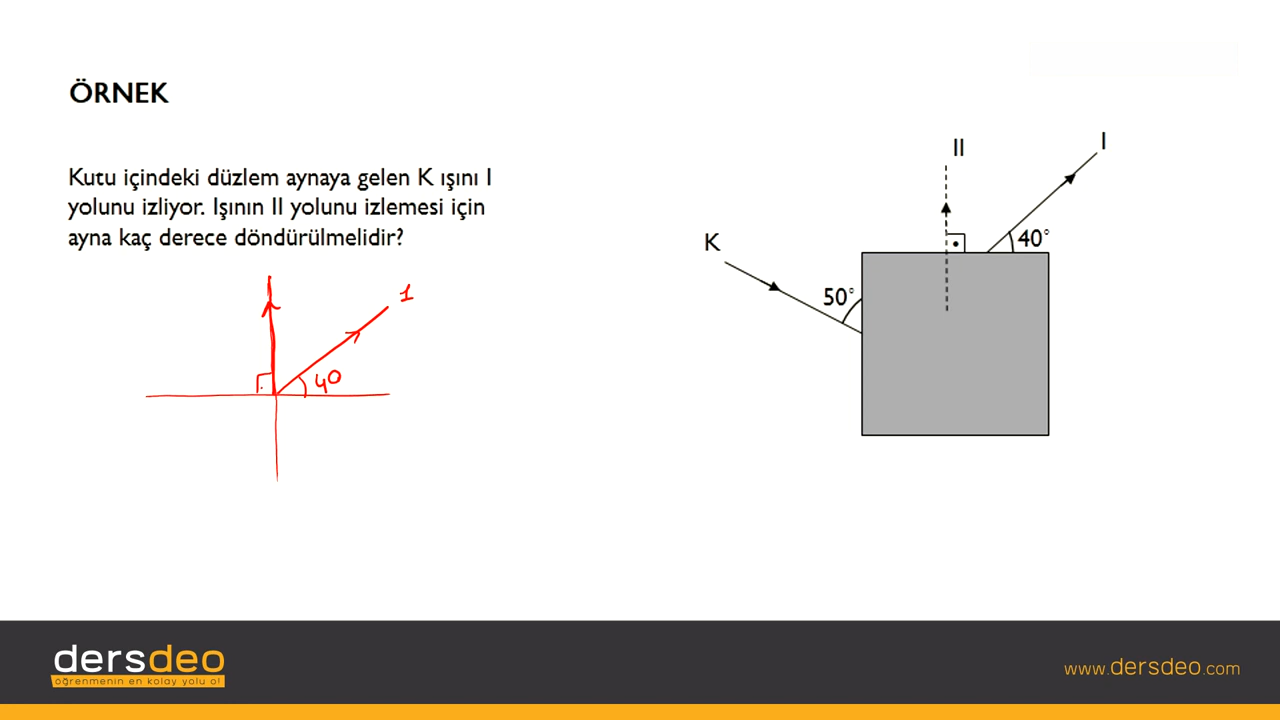 ÖRNEK
Kutu içindeki düzlem aynaya gelen K ışını I
yolunu izliyor. Işının II yolunu izlemesi için
ayna kaç derece döndürülmelidir?
1
40
II
I
K
40°
50°
dersdeo
öğrenmenin en kolay yolu o!
www.dersdeo.com